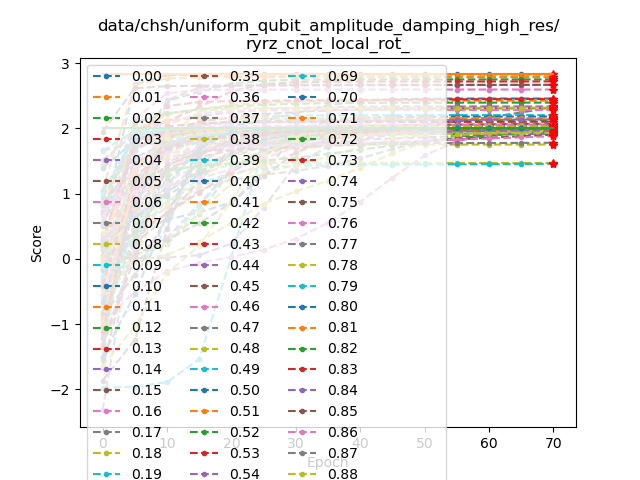 data/chsh/uniform_qubit_amplitude_damping_high_res/
ryrz_cnot_local_rot_
Score
3
2
1
0
−1
−2
0.00 0.35 0.69
0.01 0.36 0.70
0.02 0.37 0.71
0.03 0.38 0.72
0.04 0.39 0.73
0.05 0.40 0.74
0.06 0.41 0.75
0.07 0.42 0.76
0.08 0.43 0.77
0.09 0.44 0.78
0.10 0.45 0.79
0.11 0.46 0.80
0.12 0.47 0.81
0.13 0.48 0.82
0.14 0.49 0.83
0.15 0.50 0.84
0.16 0.51 0.85
0.17 0.52 0.86
0.18 0.53 0.87
0.19 0.54 0.88
0 10 20 30 40 50 60 70
Epoch